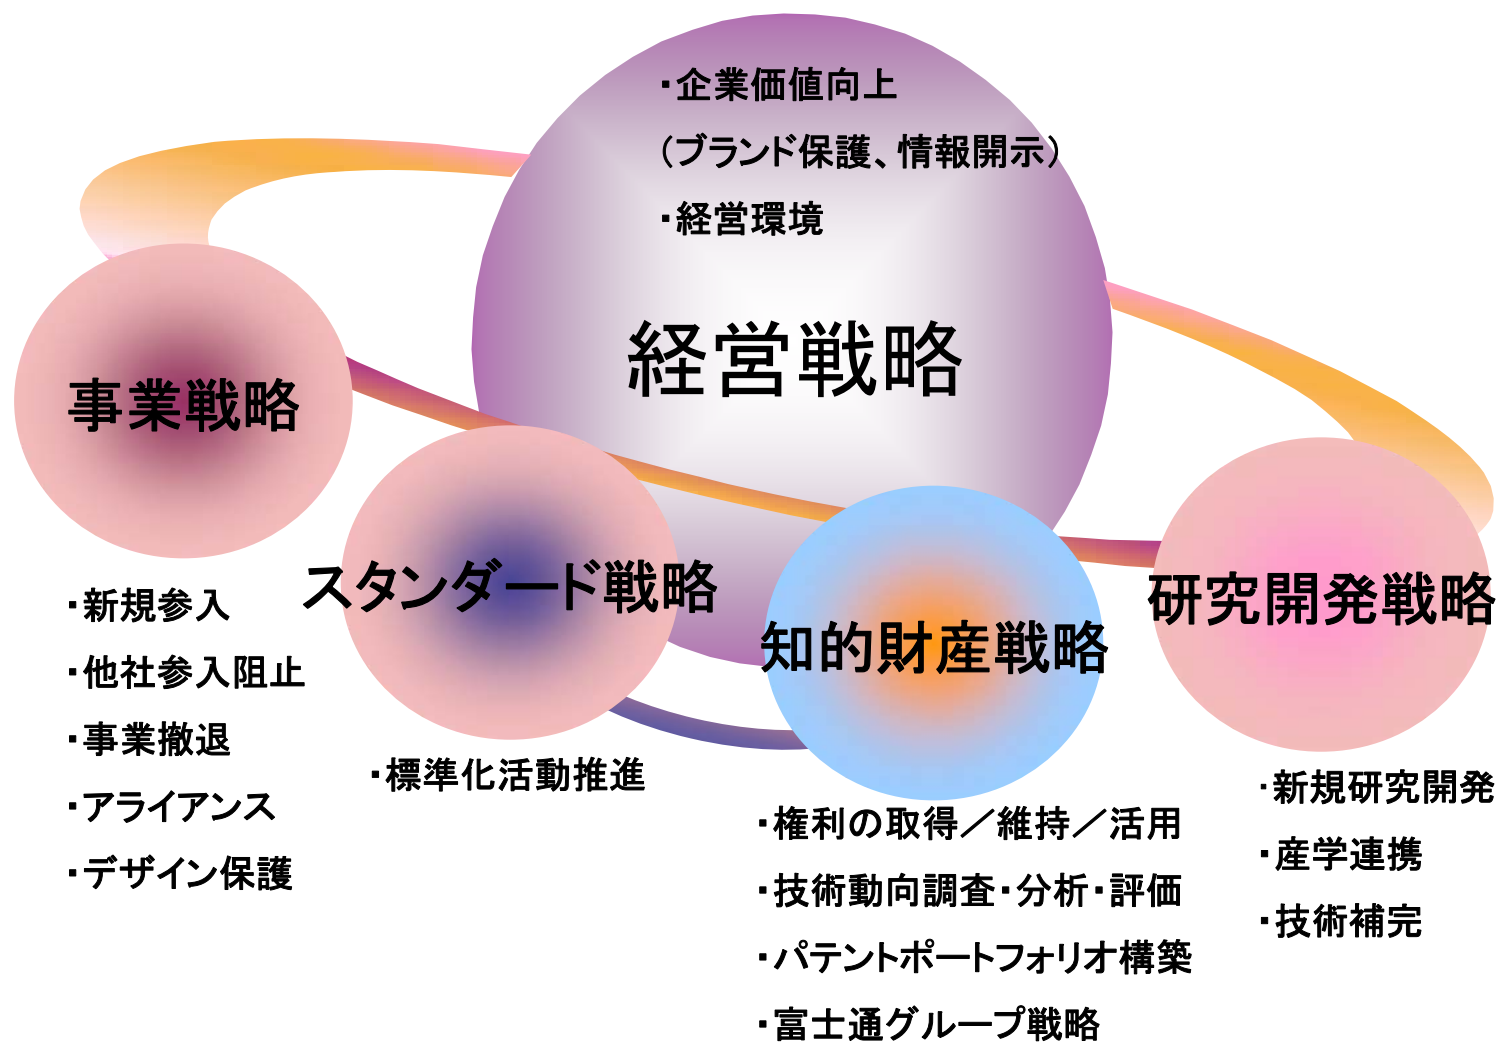 ・企業価値向上
（ブランド保護、情報開示）
・経営環境
経営戦略
事業戦略
・新規参入
・他社参入阻止
・事業撤退
・アライアンス
・デザイン保護
スタンダード戦略
・標準化活動推進
知的財産戦略
・権利の取得／維持／活用
・技術動向調査・分析・評価
・パテントポートフォリオ構築
・富士通グループ戦略
研究開発戦略
・新規研究開発
・産学連携
・技術補完